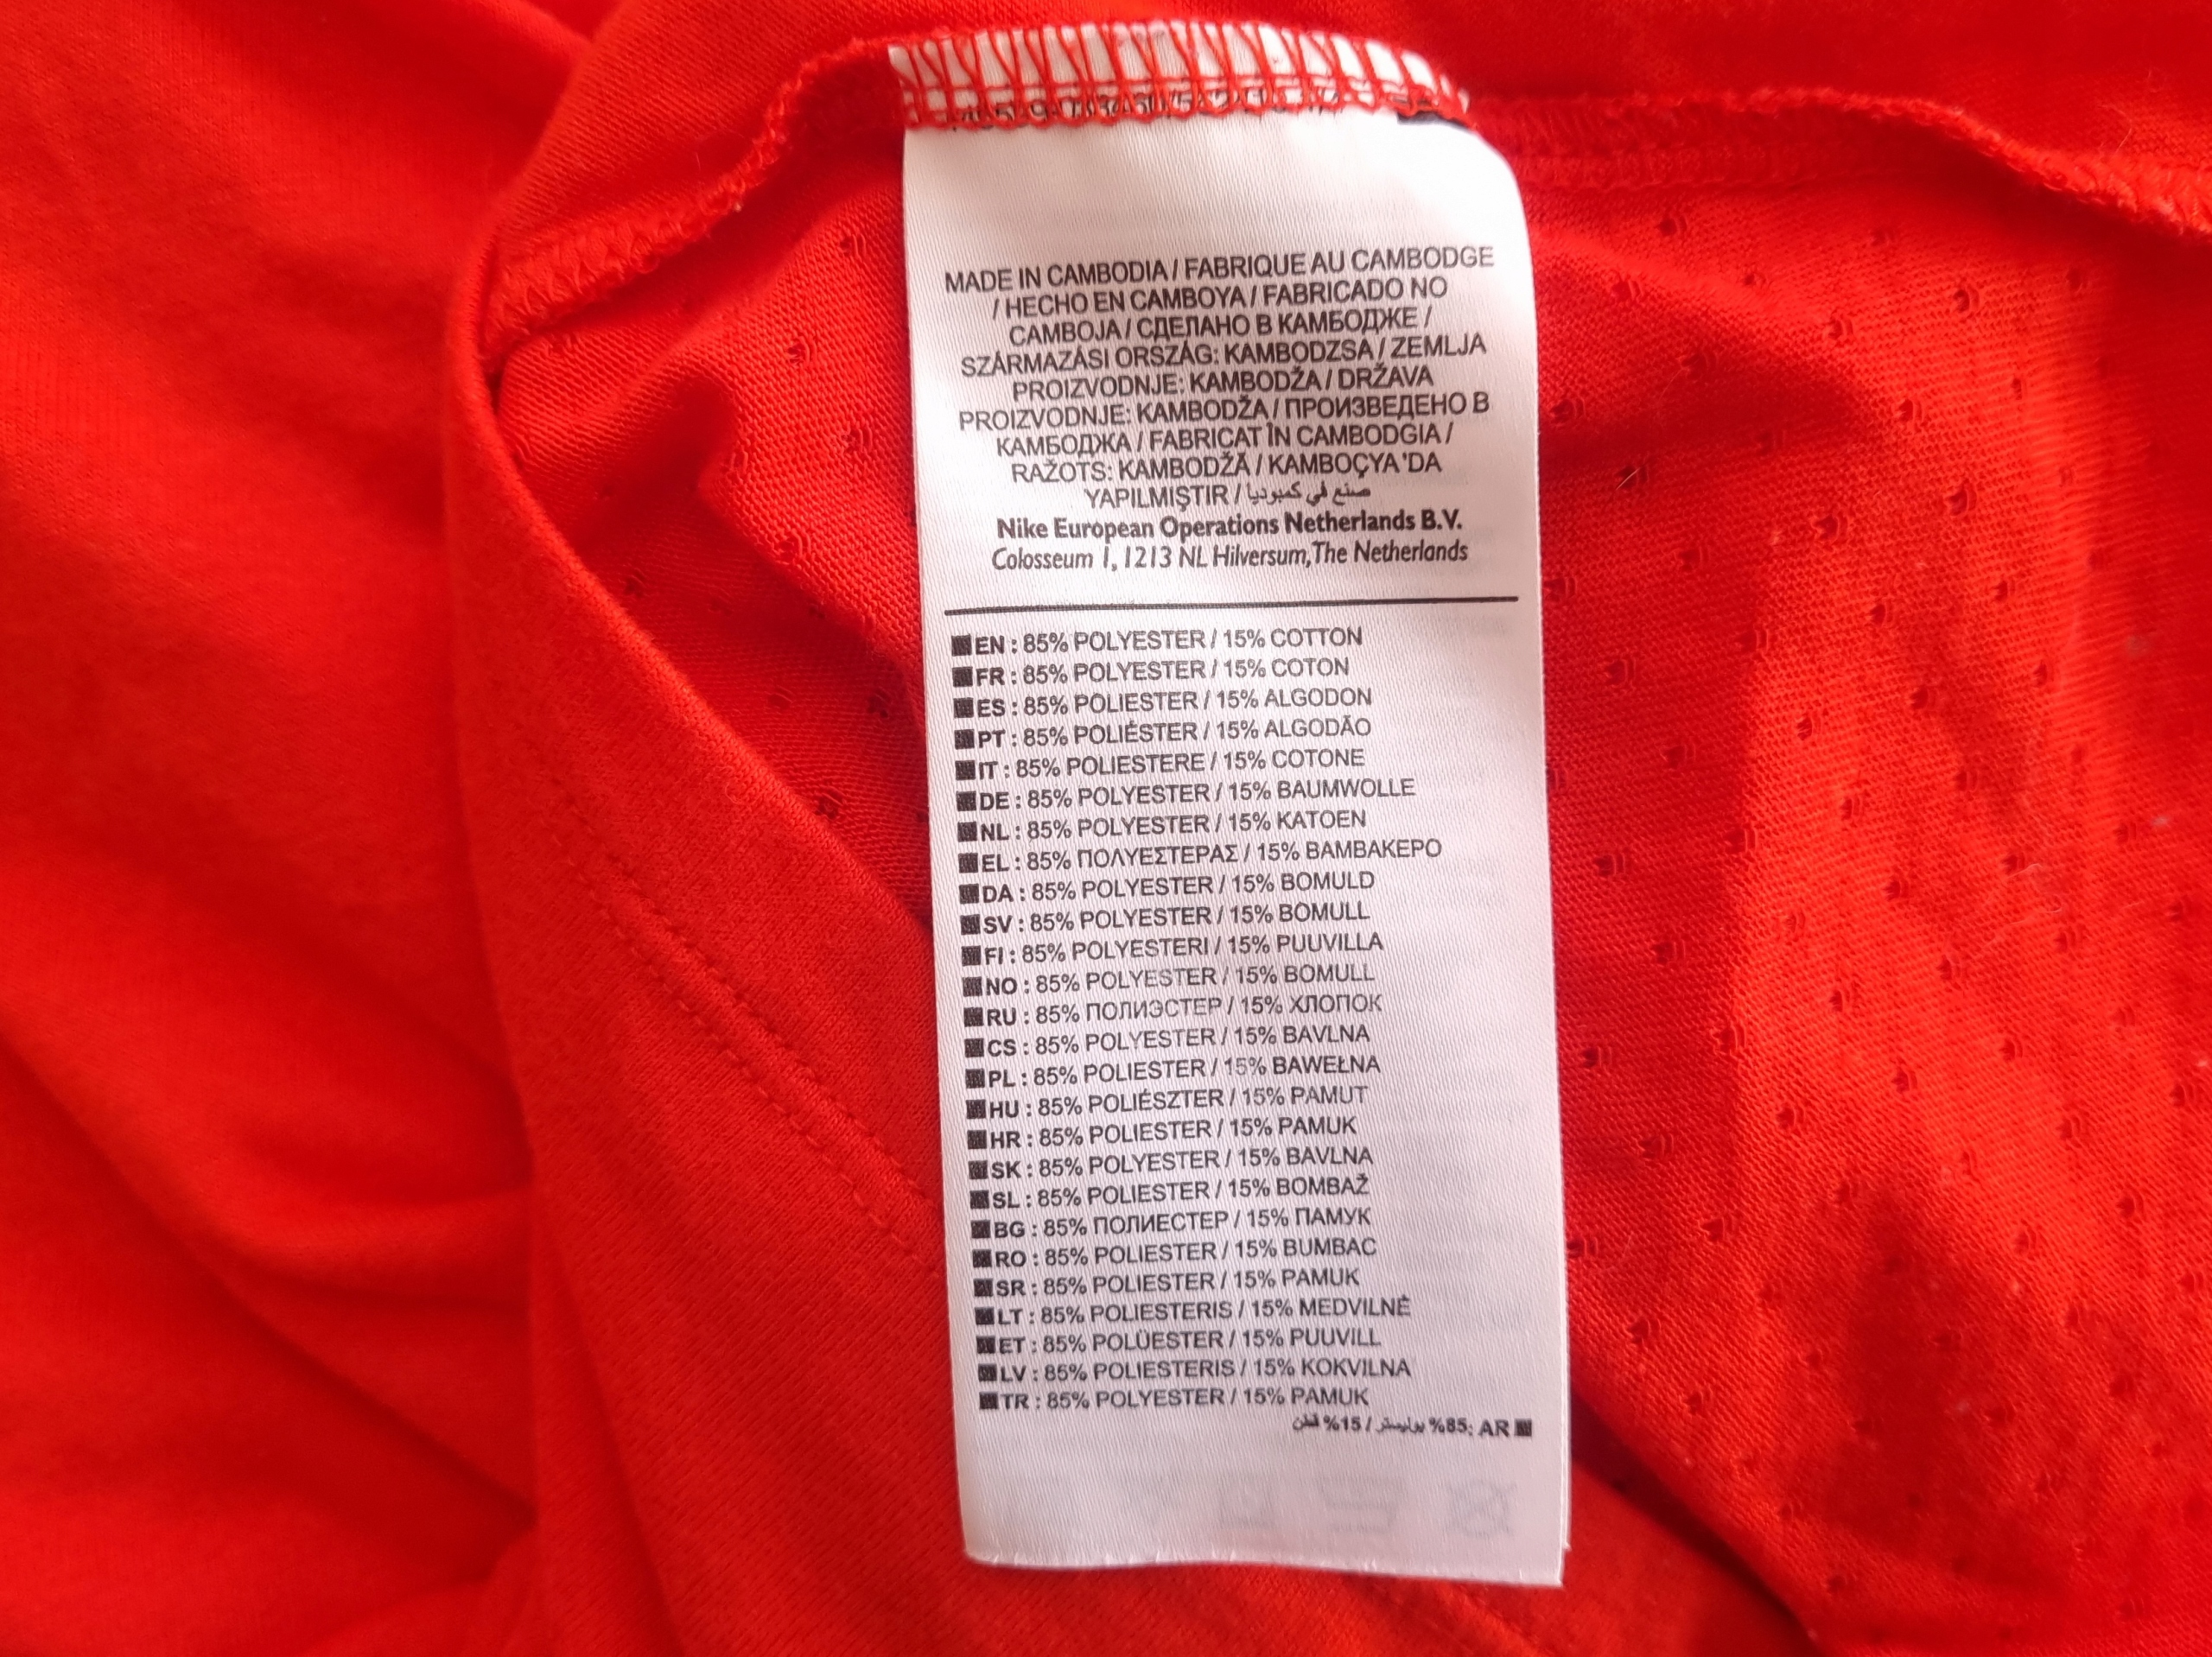 MADE IN CAMBODIA / FABRIQUE AU CAMBODGE
/ HECHO EN CAMBOYA / FABRICADO NO
CAMBOJA / СДЕЛАНО В КАМБОДЖЕ /
SZÁRMAZÁSI ORSZÁG: KAMBODZSA / ZEMLJA
PROIZVODNJE: KAMBODŽA / DRŽAVA
PROIZVODNJE: KAMBODŽA / ПРОИЗВЕДЕНО В
КАМБОДЖА / FABRICAT ÎN CAMBODGIA /
RAŽOTS: KAMBODŽĀ / KAMBOÇYA'DA
YAPILMIŞTIR / صنع في كمبوديا
Nike European Operations Netherlands B.V.
Colosseum 1, 1213 NL Hilversum, The Netherlands
EN : 85% POLYESTER / 15% COTTON
FR : 85% POLYESTER / 15% COTON
ES : 85% POLIESTER / 15% ALGODON
PT : 85% POLIÉSTER / 15% ALGODÃO
IT : 85% POLIESTERE / 15% COTONE
DE : 85% POLYESTER / 15% BAUMWOLLE
NL : 85% POLYESTER / 15% KATOEN
EL : 85% ΠΟΛΥΕΣΤΕΡΑΣ / 15% ΒΑΜΒΑΚΕΡΟ
DA : 85% POLYESTER / 15% BOMULD
SV : 85% POLYESTER / 15% BOMULL
FI : 85% POLYESTERI / 15% PUUVILLA
NO : 85% POLYESTER / 15% BOMULL
RU : 85% ПОЛИЭСТЕР / 15% ХЛОПОК
CS : 85% POLYESTER / 15% BAVLNA
PL : 85% POLIESTER / 15% BAWEŁNA
HU : 85% POLIÉSZTER / 15% PAMUT
HR : 85% POLIESTER / 15% PAMUK
SK : 85% POLYESTER / 15% BAVLNA
SL : 85% POLIESTER / 15% BOMBAŽ
BG : 85% ПОЛИЕСТЕР / 15% ПАМУК
RO : 85% POLIESTER / 15% BUMBAC
SR : 85% POLIESTER / 15% PAMUK
LT : 85% POLIESTERIS / 15% MEDVILNĖ
ET : 85% POLÜESTER / 15% PUUVILL
LV : 85% POLIESTERIS / 15% KOKVILNA
TR : 85% POLYESTER / 15% PAMUK
AR :85% بوليستر / 15% قطن